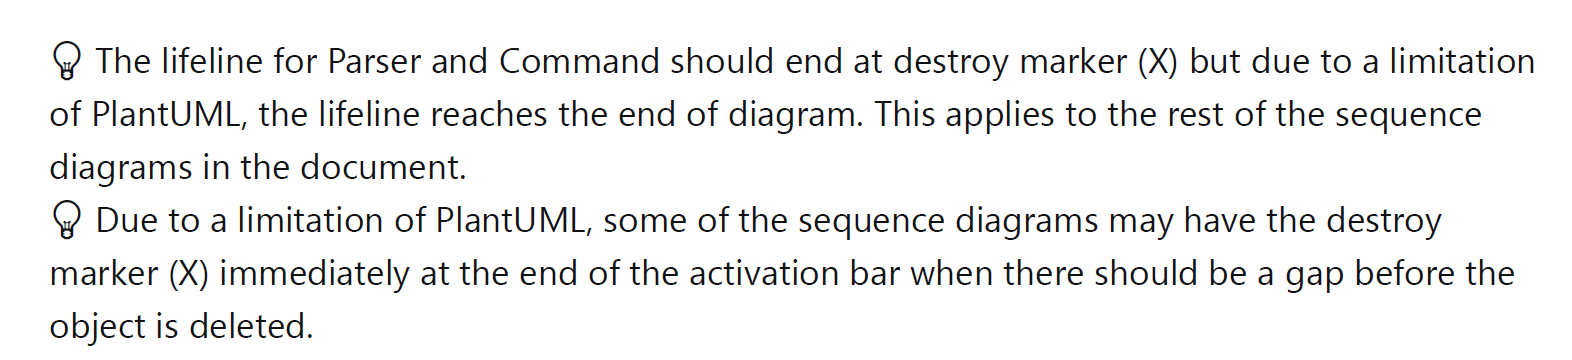 💡 The lifeline for Parser and Command should end at destroy marker (X) but due to a limitation
of PlantUML, the lifeline reaches the end of diagram. This applies to the rest of the sequence
diagrams in the document.
💡 Due to a limitation of PlantUML, some of the sequence diagrams may have the destroy
marker (X) immediately at the end of the activation bar when there should be a gap before the
object is deleted.